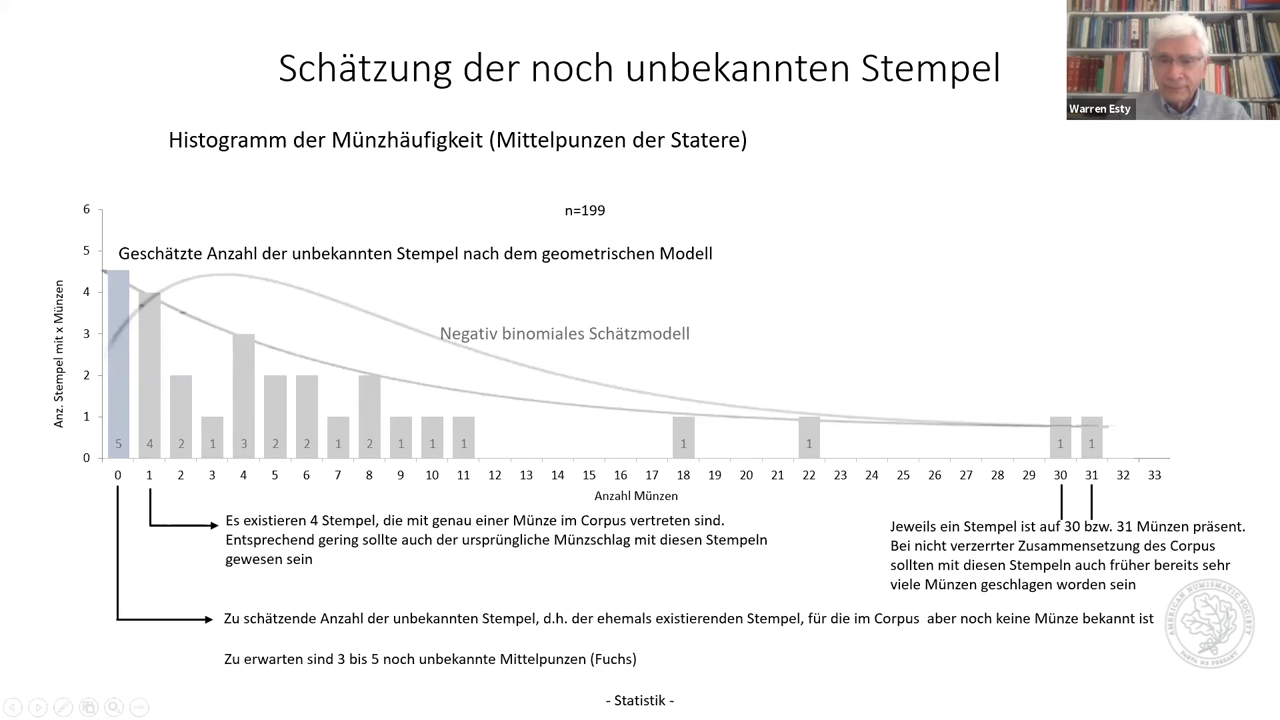 Schätzung der noch unbekannten Stempel
Warren Esty
Histogramm der Münzhäufigkeit (Mittelpunzen der Statere)
n=199
Geschätzte Anzahl der unbekannten Stempel nach dem geometrischen Modell
Negativ binomiales Schätzmodell
Anz. Stempel mit x Münzen
6
5
4
3
2
1
0
5 4 2 1 3 2 2 1 2 1 1 1 1 1 1 1
0 1 2 3 4 5 6 7 8 9 10 11 12 13 14 15 16 17 18 19 20 21 22 23 24 25 26 27 28 29 30 31 32 33
Anzahl Münzen
Es existieren 4 Stempel, die mit genau einer Münze im Corpus vertreten sind.
Entsprechend gering sollte auch der ursprüngliche Münzschlag mit diesen Stempeln
gewesen sein
Jeweils ein Stempel ist auf 30 bzw. 31 Münzen präsent.
Bei nicht verzerrter Zusammensetzung des Corpus
sollten mit diesen Stempeln auch früher bereits sehr
viele Münzen geschlagen worden sein
Zu schätzende Anzahl der unbekannten Stempel, d.h. der ehemals existierenden Stempel, für die im Corpus aber noch keine Münze bekannt ist
Zu erwarten sind 3 bis 5 noch unbekannte Mittelpunzen (Fuchs)
AMERICAN NUMISMATIC SOCIETY
- Statistik -